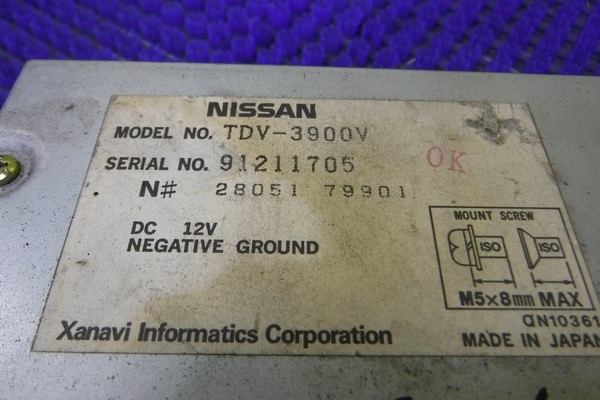 NISSAN
MODEL NO. TDV-3900V
SERIAL NO. 91211705
OK
N# 28051 79901
DC 12V
NEGATIVE GROUND
MOUNT SCREW
ISO ISO
M5×8mm MAX
QN10361
Xanavi Informatics Corporation
MADE IN JAPAN